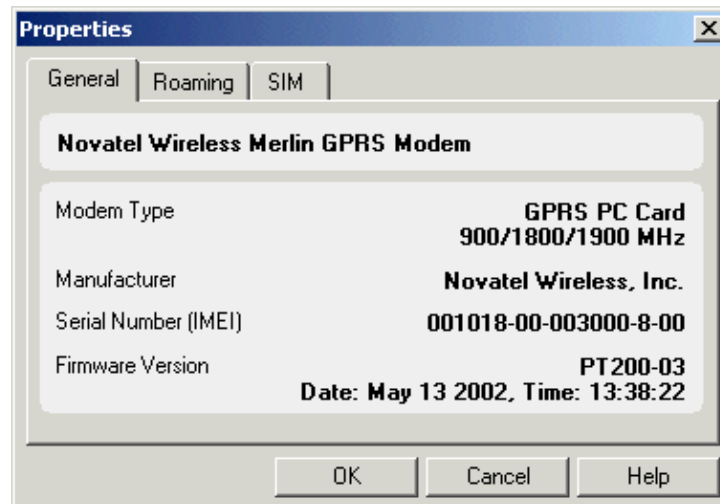 Properties
General Roaming SIM
Novatel Wireless Merlin GPRS Modem
Modem Type GPRS PC Card
900/1800/1900 MHz
Manufacturer Novatel Wireless, Inc.
Serial Number (IMEI) 001018-00-003000-8-00
Firmware Version PT200-03
Date: May 13 2002, Time: 13:38:22
OK Cancel Help